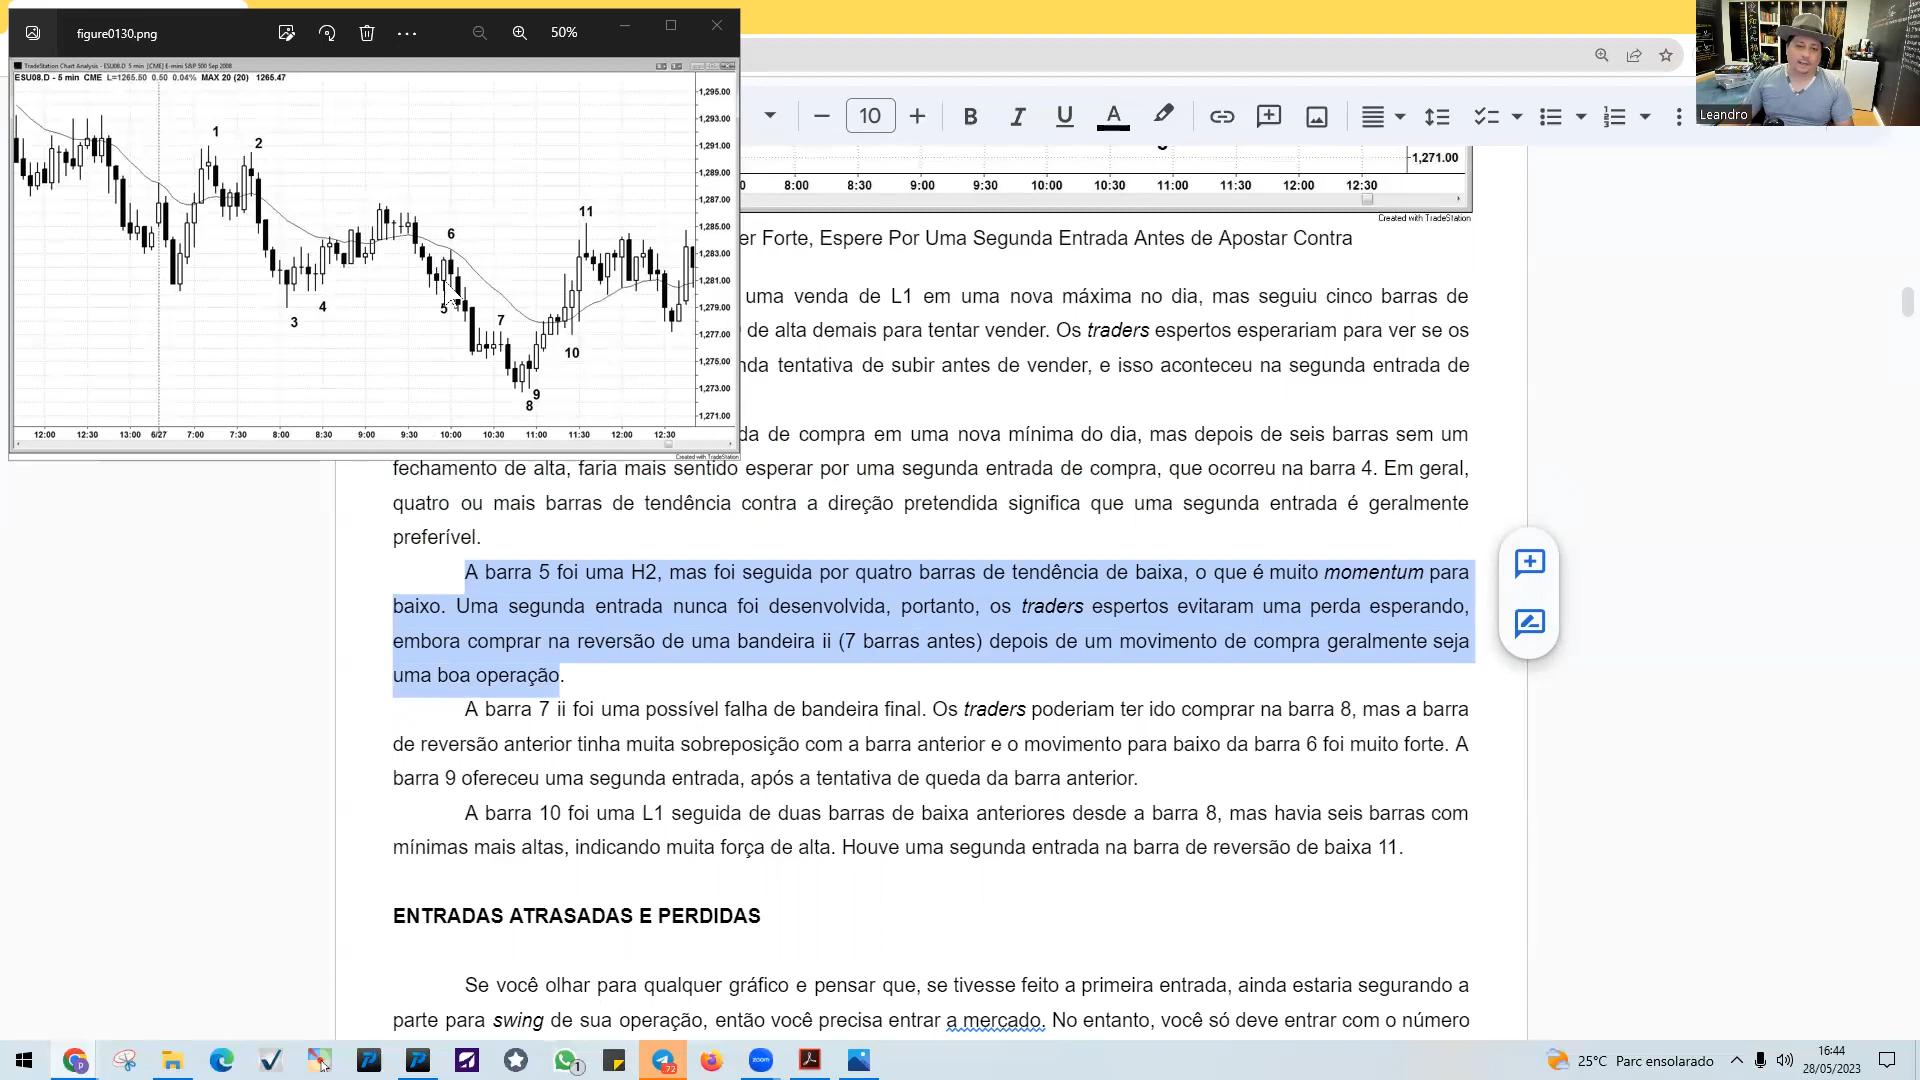 figure0130.png
50%
TradeStation Chart Analysis - ESU08.D 5 min [CME] E-mini S&P 500 Sep 2008
ESU08.D - 5 min CME L=1265.50 0.50 0.04% MAX 20 (20) 1265.47
1,295.00
1,293.00
1,291.00
1,289.00
1,287.00
1,285.00
1,283.00
1,281.00
1,279.00
1,277.00
1,275.00
1,273.00
1,271.00
1
2
3
4
5
6
7
8
9
10
11
12:00 12:30 13:00 6/27 7:00 7:30 8:00 8:30 9:00 9:30 10:00 10:30 11:00 11:30 12:00 12:30
Created with TradeStation
10
B I U A
Leandro
1,271.00
8:00 8:30 9:00 9:30 10:00 10:30 11:00 11:30 12:00 12:30
Created with TradeStation
er Forte, Espere Por Uma Segunda Entrada Antes de Apostar Contra
uma venda de L1 em uma nova máxima no dia, mas seguiu cinco barras de
de alta demais para tentar vender. Os traders espertos esperariam para ver se os
nda tentativa de subir antes de vender, e isso aconteceu na segunda entrada de
da de compra em uma nova mínima do dia, mas depois de seis barras sem um
fechamento de alta, faria mais sentido esperar por uma segunda entrada de compra, que ocorreu na barra 4. Em geral,
quatro ou mais barras de tendência contra a direção pretendida significa que uma segunda entrada é geralmente
preferível.
A barra 5 foi uma H2, mas foi seguida por quatro barras de tendência de baixa, o que é muito momentum para
baixo. Uma segunda entrada nunca foi desenvolvida, portanto, os traders espertos evitaram uma perda esperando,
embora comprar na reversão de uma bandeira ii (7 barras antes) depois de um movimento de compra geralmente seja
uma boa operação.
A barra 7 ii foi uma possível falha de bandeira final. Os traders poderiam ter ido comprar na barra 8, mas a barra
de reversão anterior tinha muita sobreposição com a barra anterior e o movimento para baixo da barra 6 foi muito forte. A
barra 9 ofereceu uma segunda entrada, após a tentativa de queda da barra anterior.
A barra 10 foi uma L1 seguida de duas barras de baixa anteriores desde a barra 8, mas havia seis barras com
mínimas mais altas, indicando muita força de alta. Houve uma segunda entrada na barra de reversão de baixa 11.
ENTRADAS ATRASADAS E PERDIDAS
Se você olhar para qualquer gráfico e pensar que, se tivesse feito a primeira entrada, ainda estaria segurando a
parte para swing de sua operação, então você precisa entrar a mercado. No entanto, você só deve entrar com o número
zoom
72
1
25°C Parc ensolarado
16:44
28/05/2023